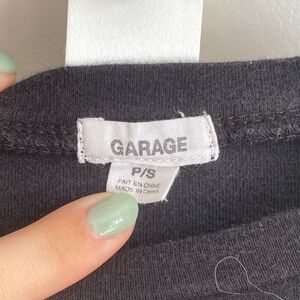 GARAGE
P/S
FAIT EN CHINE
MADE IN CHINA